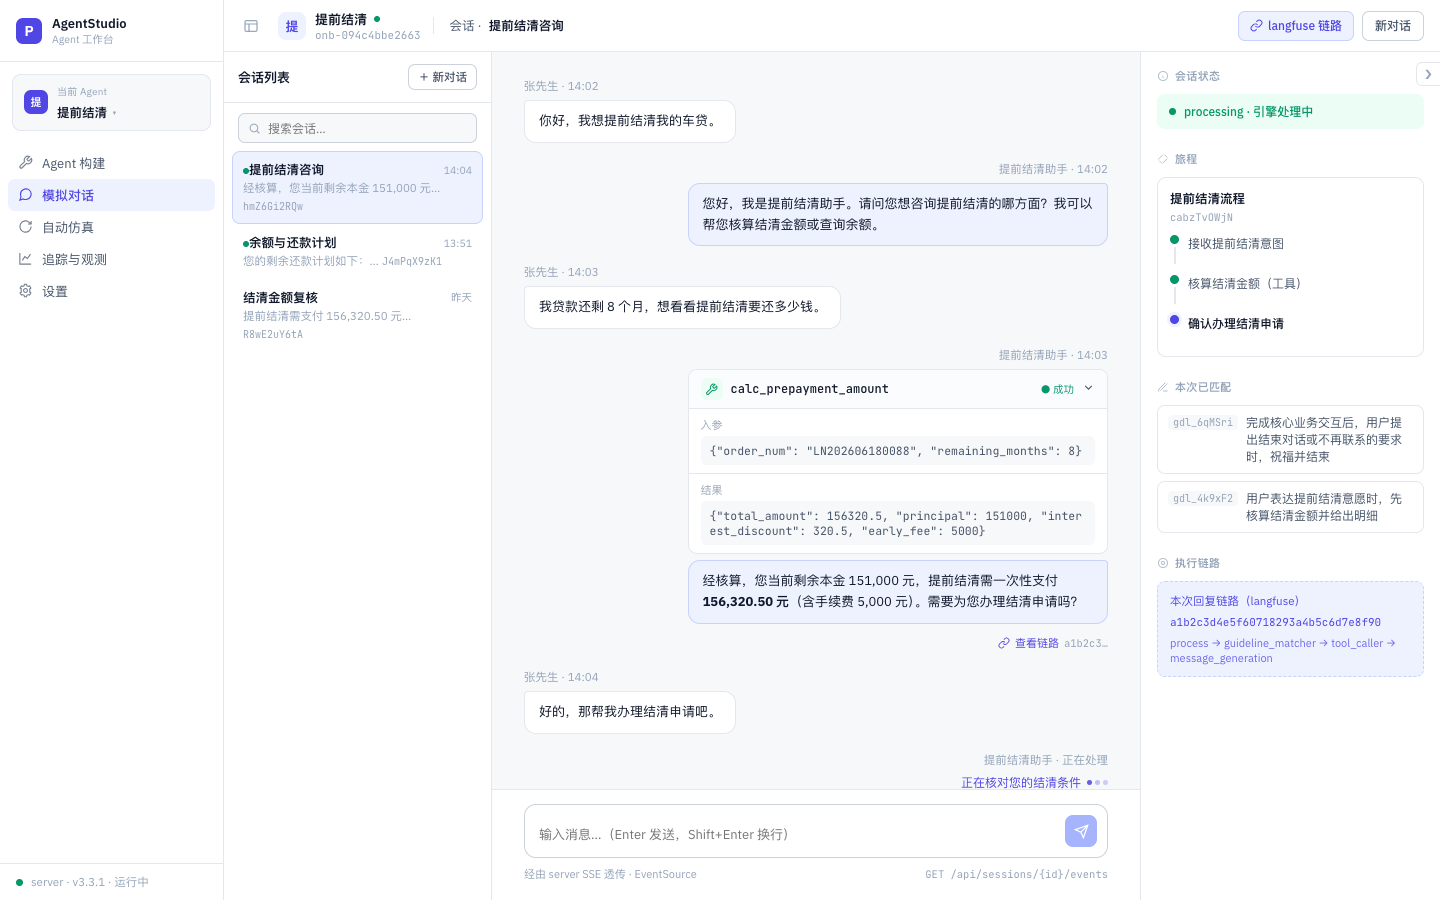 P
AgentStudio
Agent 工作台
提
当前 Agent
提前结清
Agent 构建
模拟对话
自动仿真
追踪与观测
设置
server · v3.3.1 · 运行中
提
提前结清
onb-094c4bbe2663
会话 · 提前结清咨询
langfuse 链路
新对话
会话列表
+ 新对话
搜索会话...
提前结清咨询 14:04
经核算，您当前剩余本金 151,000 元...
hmZ6Gi2RQw
余额与还款计划 13:51
您的剩余还款计划如下：... J4mPqX9zK1
结清金额复核 昨天
提前结清需支付 156,320.50 元...
R8wE2uY6tA
张先生 · 14:02
你好，我想提前结清我的车贷。
提前结清助手 · 14:02
您好，我是提前结清助手。请问您想咨询提前结清的哪方面？我可以
帮您核算结清金额或查询余额。
张先生 · 14:03
我贷款还剩 8 个月，想看看提前结清要还多少钱。
提前结清助手 · 14:03
calc_prepayment_amount 成功
入参
{"order_num": "LN202606180088", "remaining_months": 8}
结果
{"total_amount": 156320.5, "principal": 151000, "inter
est_discount": 320.5, "early_fee": 5000}
经核算，您当前剩余本金 151,000 元，提前结清需一次性支付
156,320.50 元（含手续费 5,000 元）。需要为您办理结清申请吗？
查看链路 a1b2c3…
张先生 · 14:04
好的，那帮我办理结清申请吧。
提前结清助手 · 正在处理
正在核对您的结清条件
输入消息...（Enter 发送，Shift+Enter 换行）
经由 server SSE 透传 · EventSource
GET /api/sessions/{id}/events
会话状态
processing · 引擎处理中
旅程
提前结清流程
cabzTvOWjN
接收提前结清意图
核算结清金额（工具）
确认办理结清申请
本次已匹配
gdl_6qMSri 完成核心业务交互后，用户提
出结束对话或不再联系的要求
时，祝福并结束
gdl_4k9xF2 用户表达提前结清意愿时，先
核算结清金额并给出明细
执行链路
本次回复链路（langfuse）
a1b2c3d4e5f60718293a4b5c6d7e8f90
process → guideline_matcher → tool_caller →
message_generation